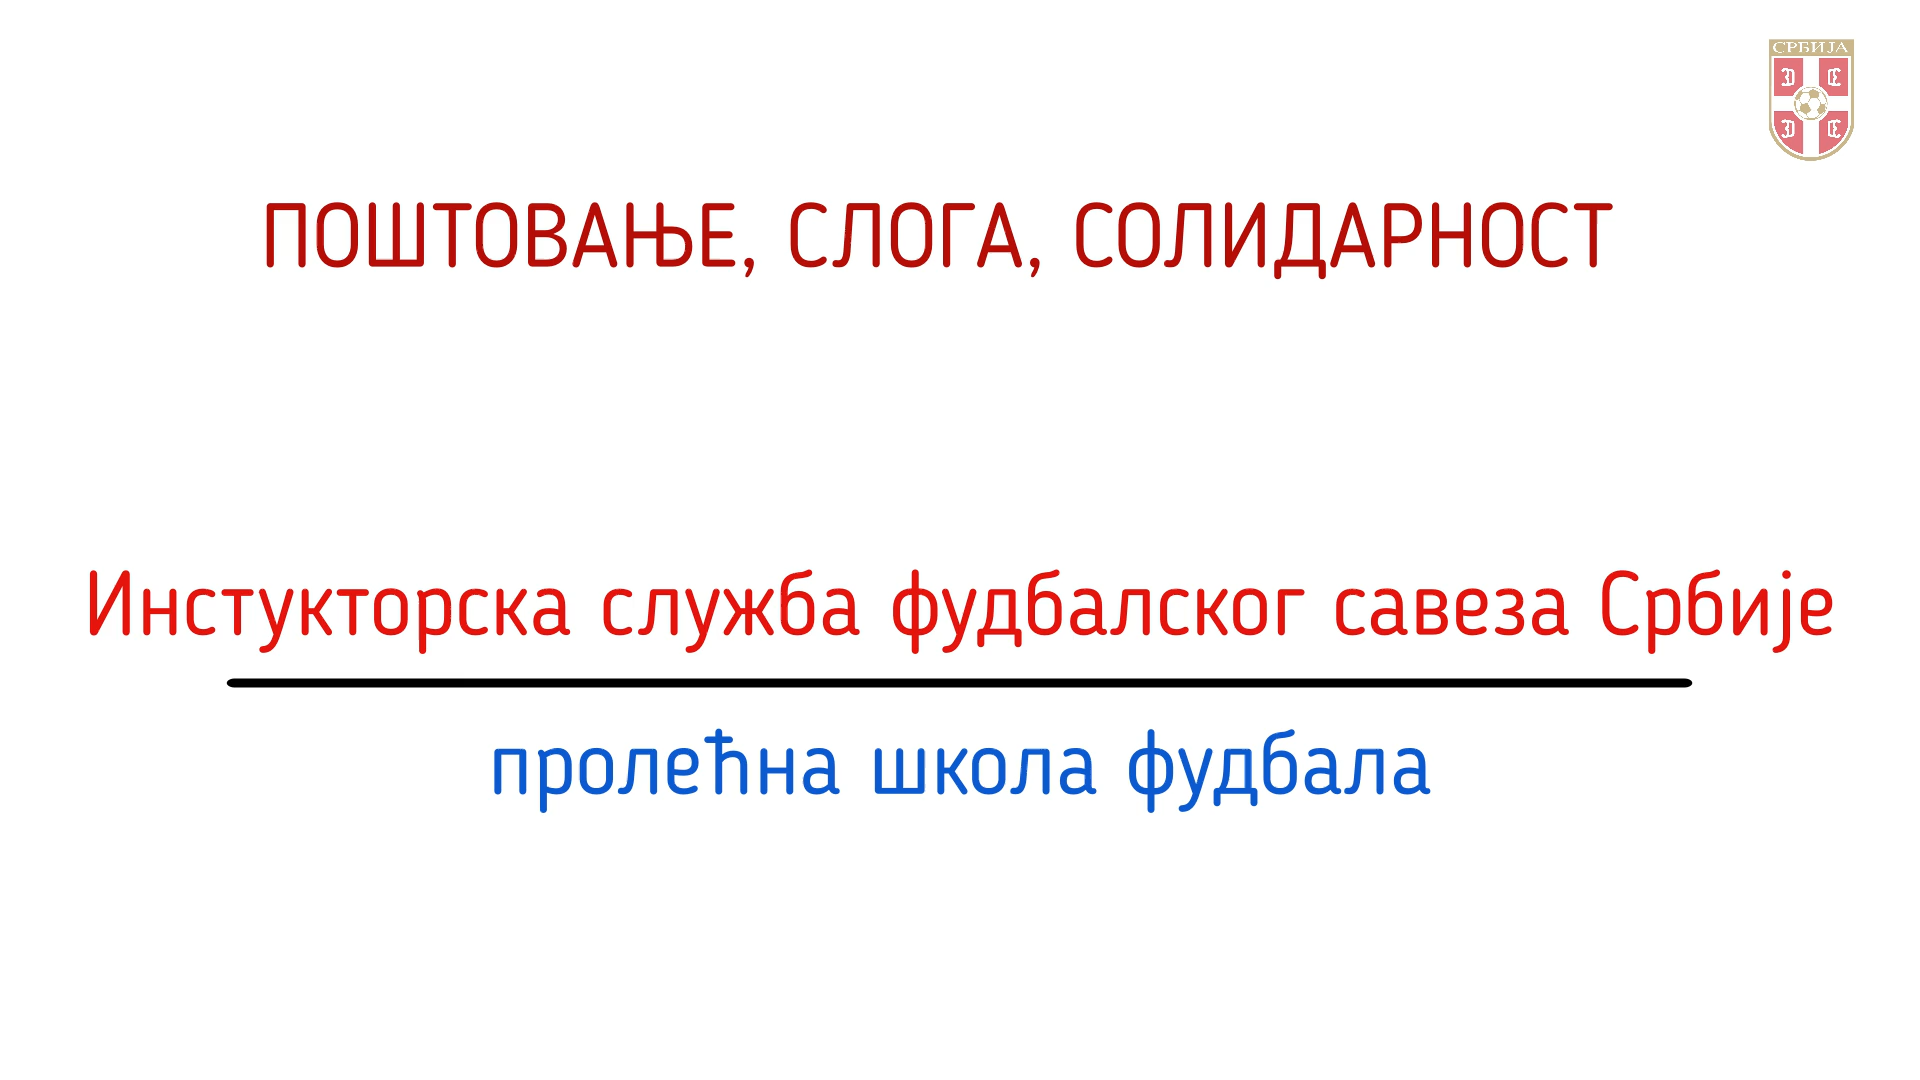 СРБИЈА
ПОШТОВАЊЕ, СЛОГА, СОЛИДАРНОСТ
Инстукторска служба фудбалског савеза Србије
пролећна школа фудбала